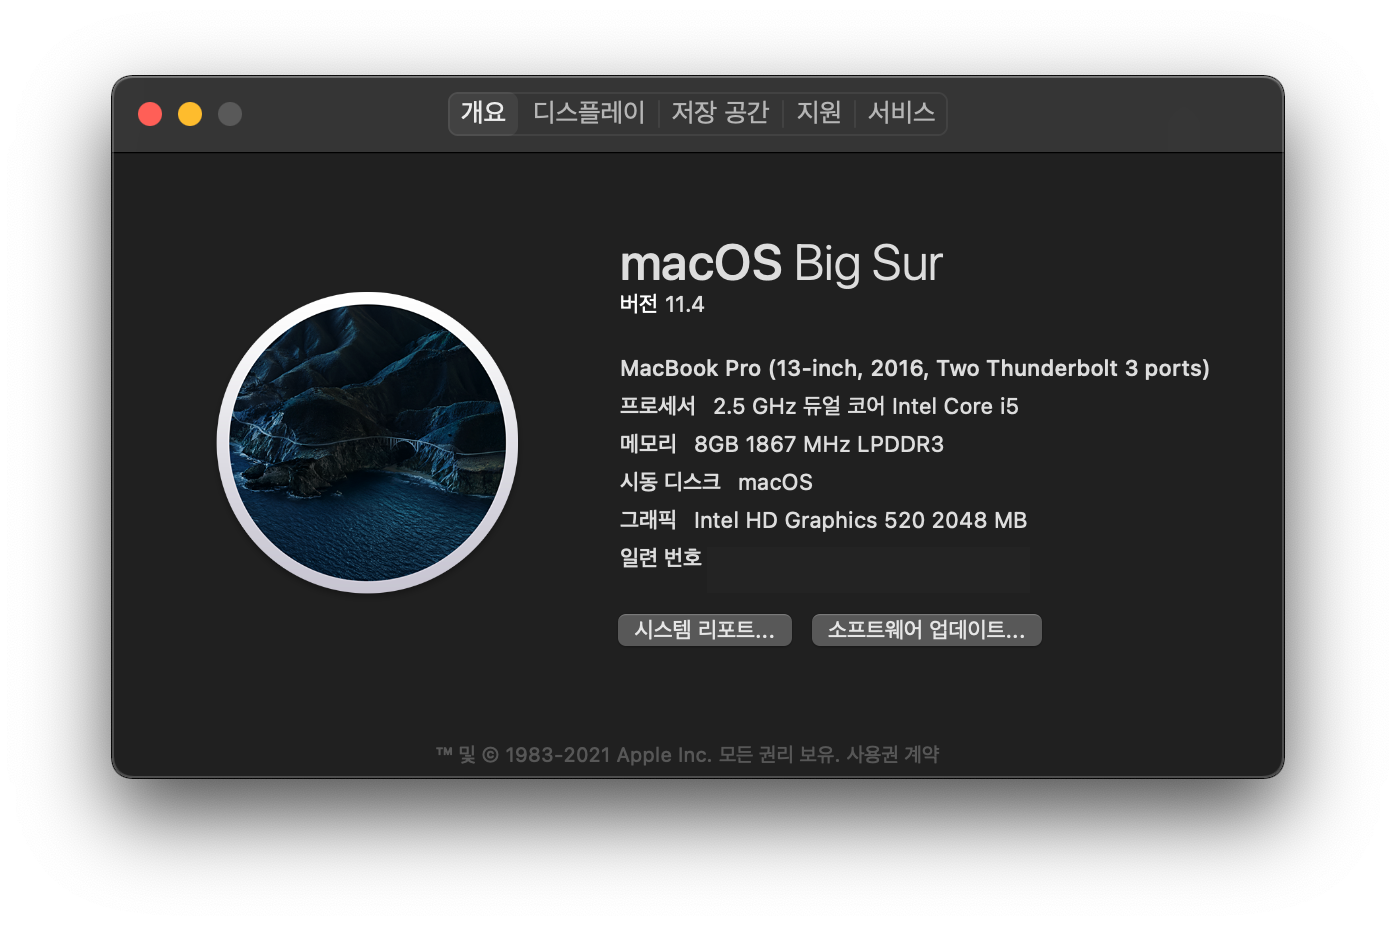 개요 디스플레이 저장 공간 지원 서비스
macOS Big Sur
버전 11.4
MacBook Pro (13-inch, 2016, Two Thunderbolt 3 ports)
프로세서 2.5 GHz 듀얼 코어 Intel Core i5
메모리 8GB 1867 MHz LPDDR3
시동 디스크 macOS
그래픽 Intel HD Graphics 520 2048 MB
일련 번호
시스템 리포트... 소프트웨어 업데이트...
™ 및 © 1983-2021 Apple Inc. 모든 권리 보유. 사용권 계약